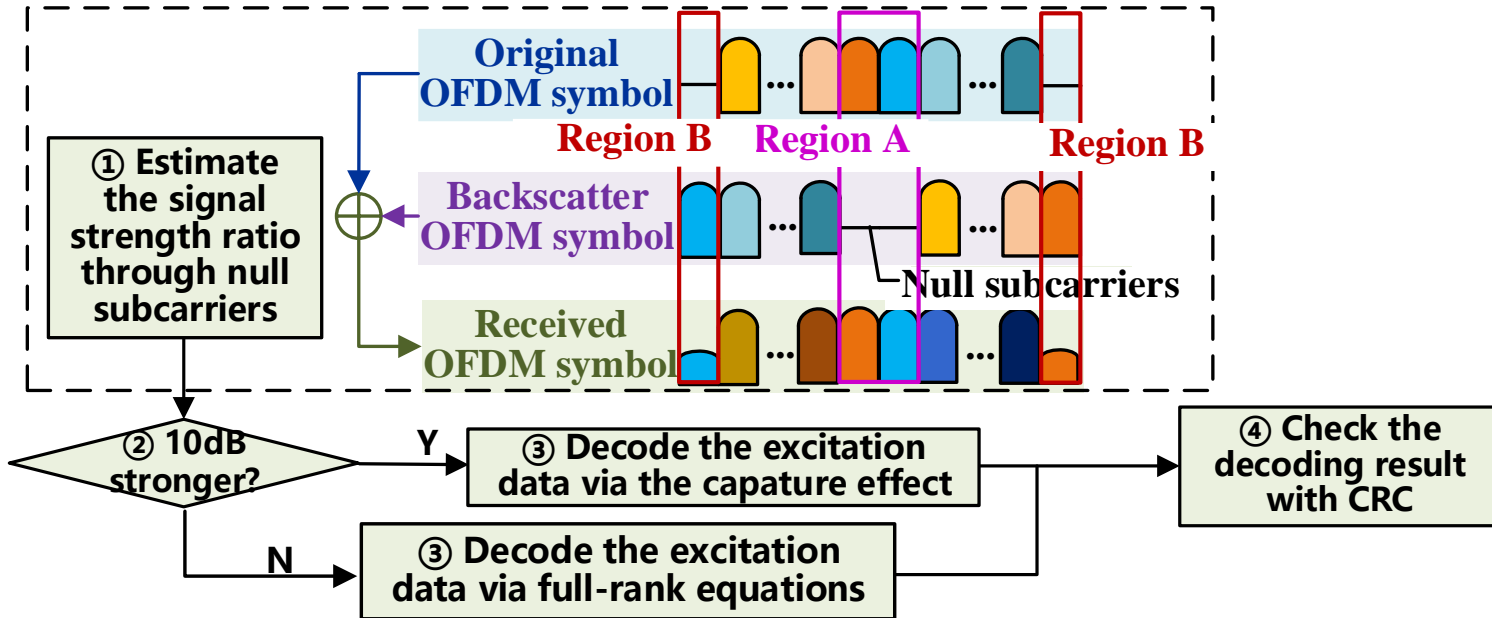 Original
OFDM symbol
Region B
Region A
Region B
① Estimate
the signal
strength ratio
through null
subcarriers
Backscatter
OFDM symbol
Null subcarriers
Received
OFDM symbol
② 10dB
stronger?
Y
③ Decode the excitation
data via the capature effect
④ Check the
decoding result
with CRC
N
③ Decode the excitation
data via full-rank equations